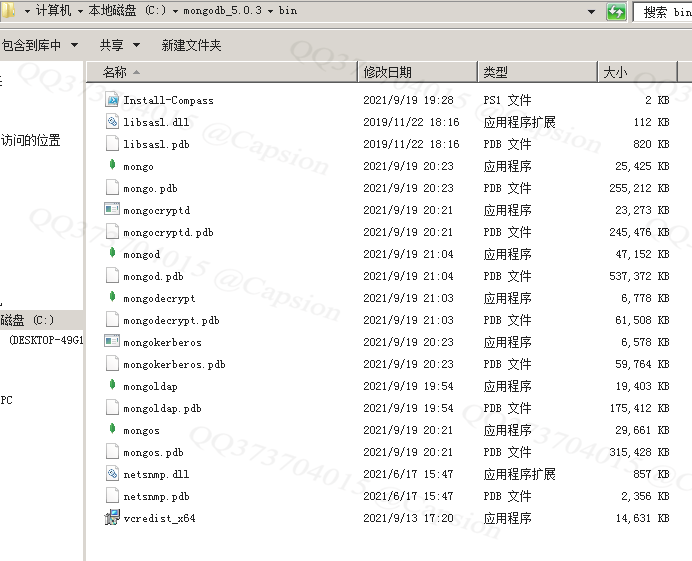 计算机 本地磁盘 (C:) mongodb_5.0.3 bin 搜索 bin
包含到库中 共享 新建文件夹
名称 修改日期 类型 大小
Install-Compass 2021/9/19 19:28 PS1 文件 2 KB
libsasl.dll 2019/11/22 18:16 应用程序扩展 112 KB
libsasl.pdb 2019/11/22 18:16 PDB 文件 820 KB
访问的位置
mongo 2021/9/19 20:23 应用程序 25,425 KB
mongo.pdb 2021/9/19 20:23 PDB 文件 255,212 KB
mongocryptd 2021/9/19 20:21 应用程序 23,273 KB
mongocryptd.pdb 2021/9/19 20:21 PDB 文件 245,476 KB
mongod 2021/9/19 21:04 应用程序 47,152 KB
mongod.pdb 2021/9/19 21:04 PDB 文件 537,372 KB
mongodecrypt 2021/9/19 21:03 应用程序 6,778 KB
磁盘 (C:)
mongodecrypt.pdb 2021/9/19 21:03 PDB 文件 61,508 KB
(DESKTOP-49G1
mongokerberos 2021/9/19 20:23 应用程序 6,578 KB
mongokerberos.pdb 2021/9/19 20:23 PDB 文件 59,764 KB
mongoldap 2021/9/19 19:54 应用程序 19,403 KB
PC
mongoldap.pdb 2021/9/19 19:54 PDB 文件 175,412 KB
mongos 2021/9/19 20:21 应用程序 29,661 KB
mongos.pdb 2021/9/19 20:21 PDB 文件 315,428 KB
netsnmp.dll 2021/6/17 15:47 应用程序扩展 857 KB
netsnmp.pdb 2021/6/17 15:47 PDB 文件 2,356 KB
vcredist_x64 2021/9/13 17:20 应用程序 14,631 KB
QQ373704015 @Capsion
QQ373704015 @Capsion
QQ373704015 @Capsion